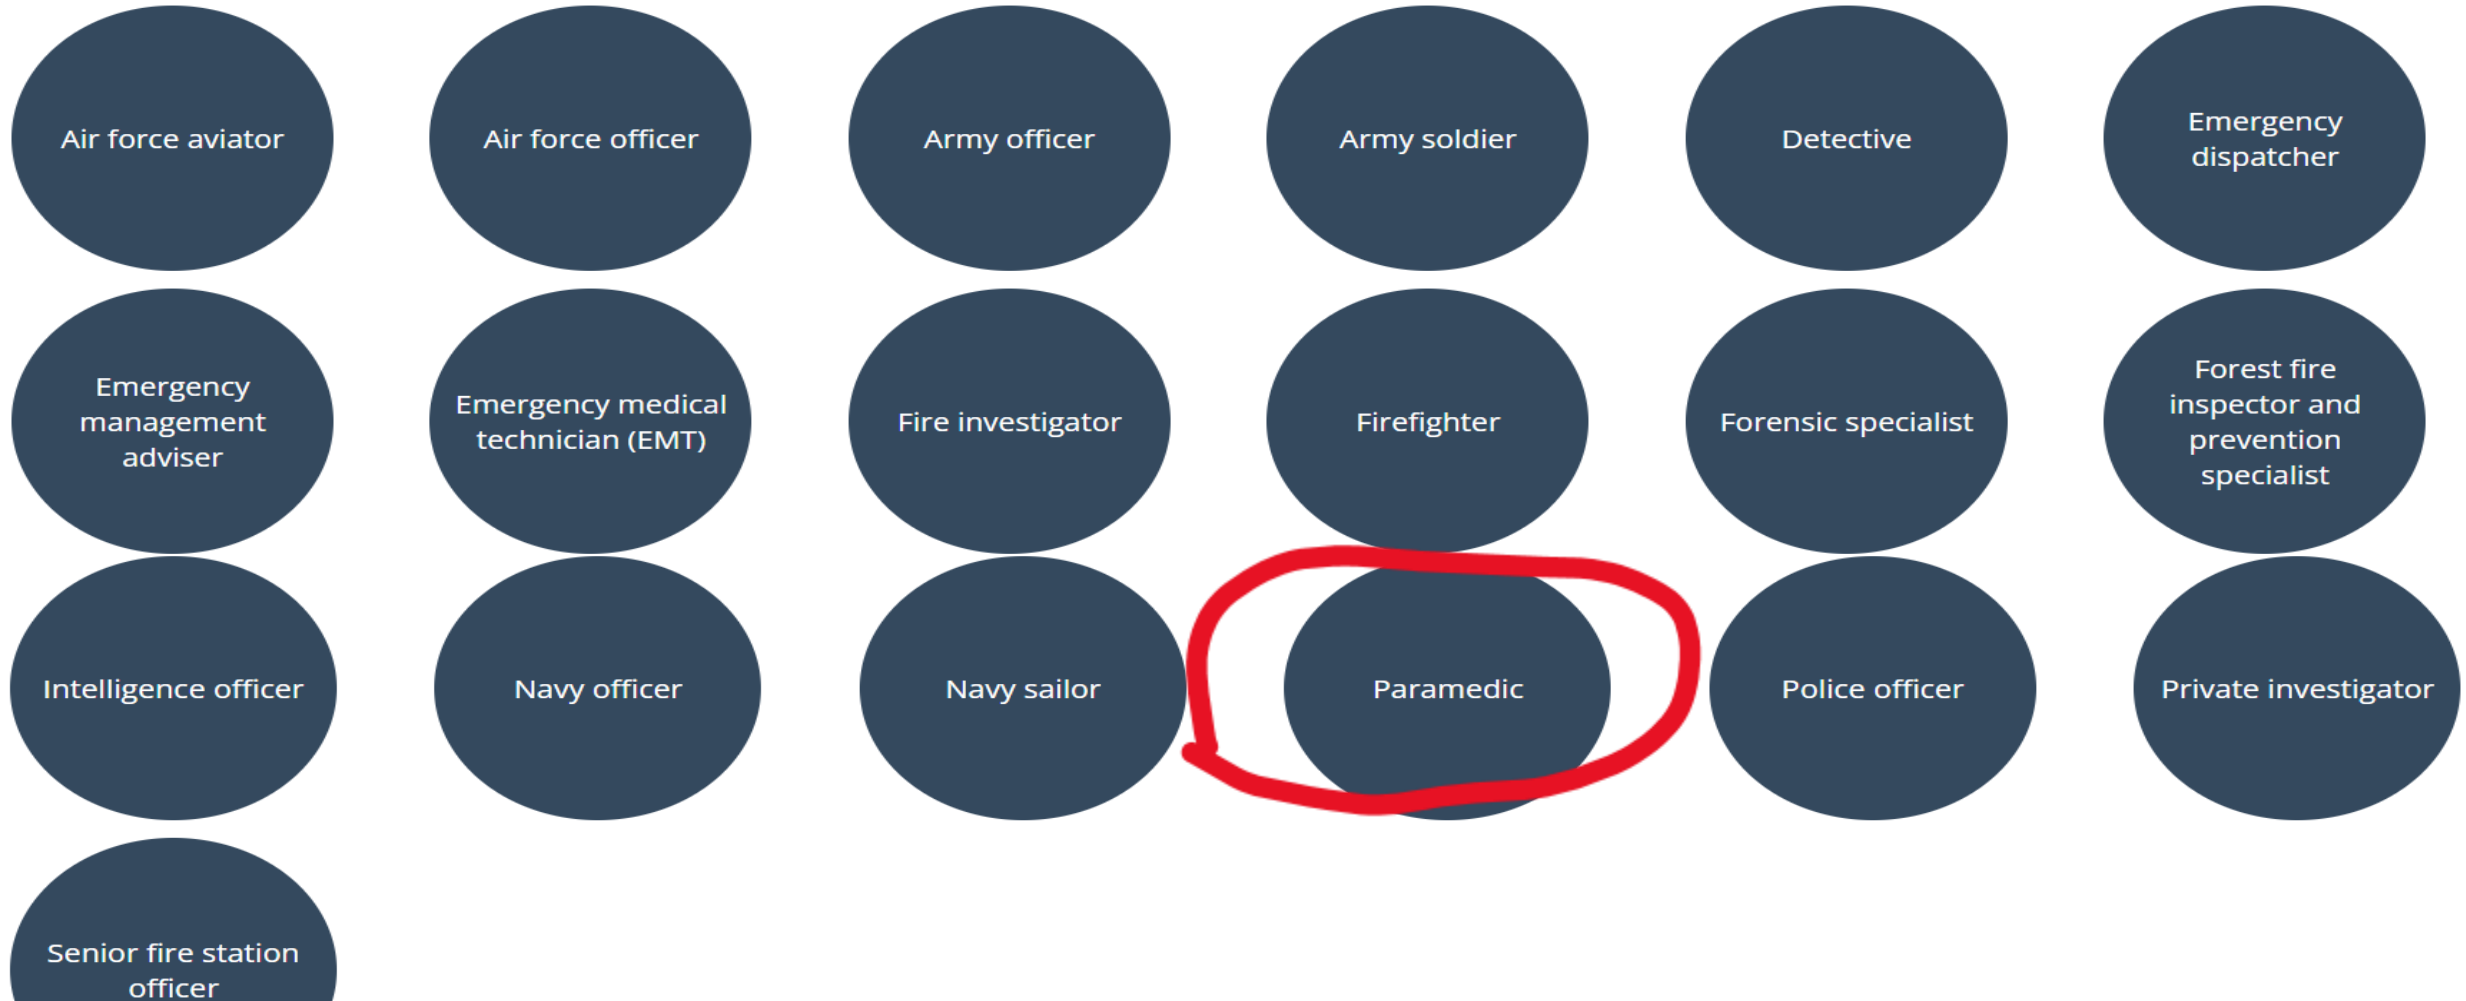 Air force aviator
Air force officer
Army officer
Army soldier
Detective
Emergency
dispatcher
Emergency
management
adviser
Emergency medical
technician (EMT)
Fire investigator
Firefighter
Forensic specialist
Forest fire
inspector and
prevention
specialist
Intelligence officer
Navy officer
Navy sailor
Paramedic
Police officer
Private investigator
Senior fire station
officer